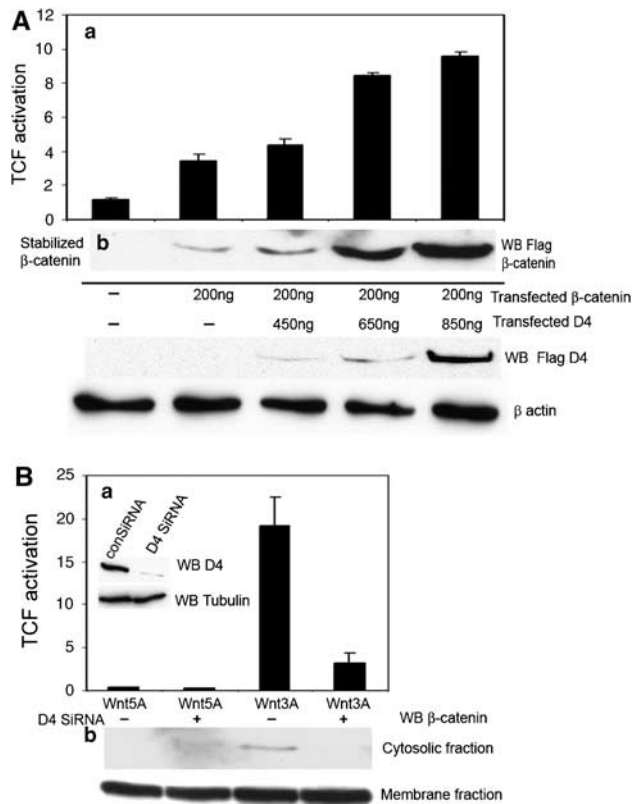 A
a
TCF activation
12
10
8
6
4
2
0
Stabilized
β-catenin
b
WB Flag
β-catenin
– 200ng 200ng 200ng 200ng Transfected β-catenin
– – 450ng 650ng 850ng Transfected D4
WB Flag D4
β actin
B
a
TCF activation
25
20
15
10
5
0
conSiRNA
D4 SiRNA
WB D4
WB Tubulin
Wnt5A Wnt5A Wnt3A Wnt3A
D4 SiRNA – + – + WB β-catenin
b
Cytosolic fraction
Membrane fraction